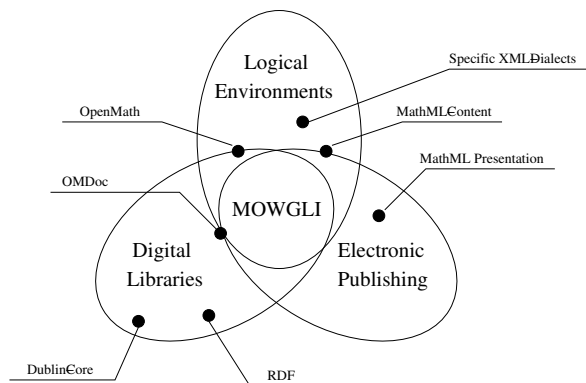 Logical
Environments
Specific XML-Dialects
OpenMath
MathML-Content
MathML Presentation
OMDoc
MOWGLI
Digital
Libraries
Electronic
Publishing
Dublin-Core
RDF